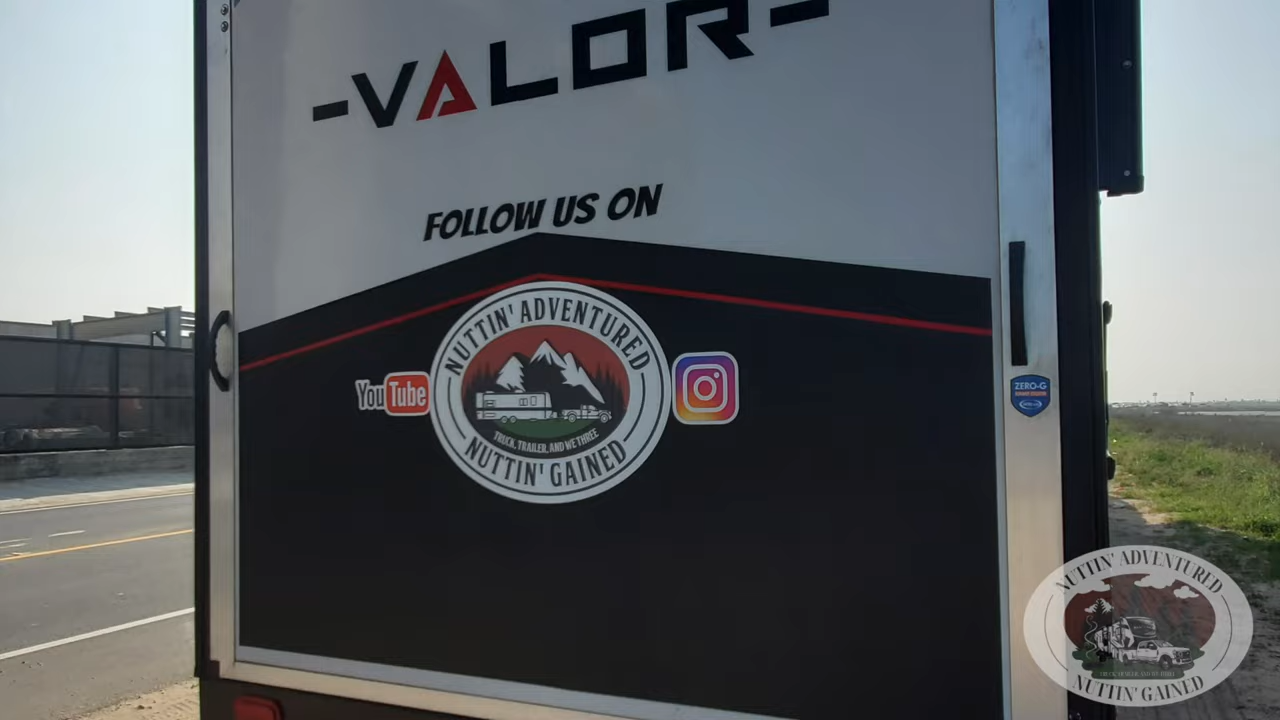 -VALOR-
FOLLOW US ON
NUTTIN' ADVENTURED
YouTube
TRUCK, TRAILER, AND WE THREE
NUTTIN' GAINED
ZERO-G
NUTTIN' ADVENTURED
NUTTIN' GAINED